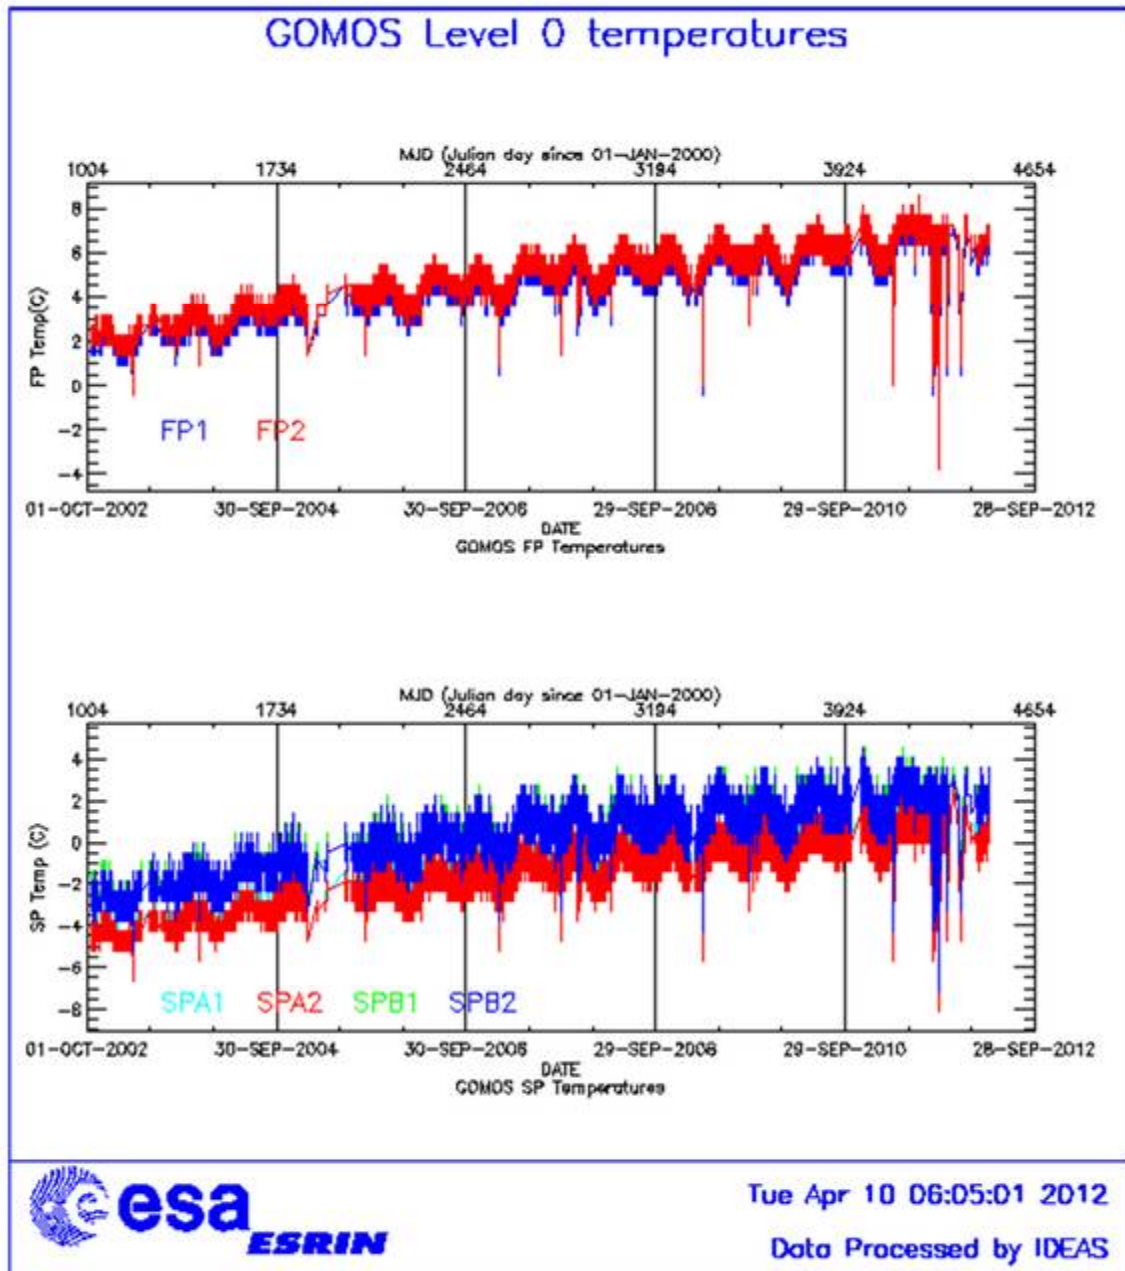 GOMOS Level 0 temperatures
MJD (Julian day since 01-JAN-2000)
1004 1734 2464 3194 3924 4654
8
6
4
2
0
-2
-4
FP Temp(C)
FP1 FP2
01-OCT-2002 30-SEP-2004 30-SEP-2006 29-SEP-2008 29-SEP-2010 28-SEP-2012
DATE
GOMOS FP Temperatures
MJD (Julian day since 01-JAN-2000)
1004 1734 2464 3194 3924 4654
4
2
0
-2
-4
-6
-8
SP Temp (C)
SPA1 SPA2 SPB1 SPB2
01-OCT-2002 30-SEP-2004 30-SEP-2006 29-SEP-2008 29-SEP-2010 28-SEP-2012
DATE
GOMOS SP Temperatures
esa
ESRIN
Tue Apr 10 06:05:01 2012
Data Processed by IDEAS